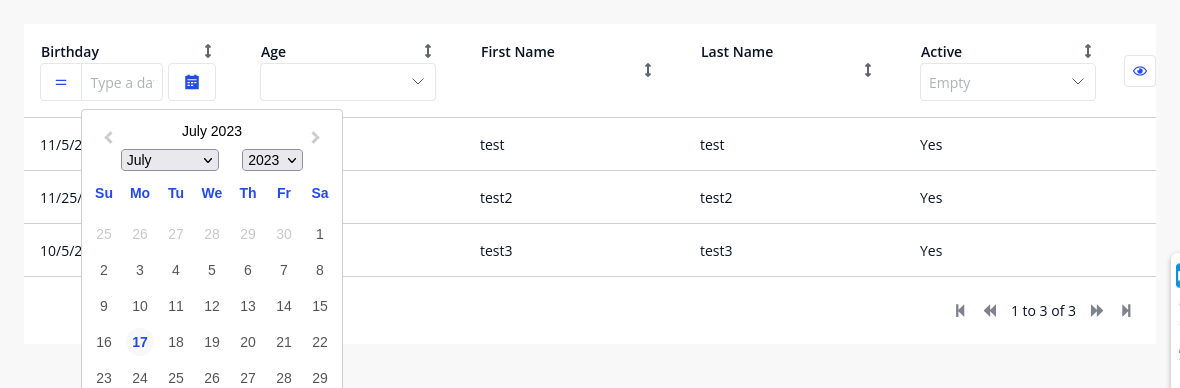 Birthday Age First Name Last Name Active
= Type a da Empty
July 2023
July 2023
Su Mo Tu We Th Fr Sa
25 26 27 28 29 30 1
2 3 4 5 6 7 8
9 10 11 12 13 14 15
16 17 18 19 20 21 22
23 24 25 26 27 28 29
11/5/2 test test Yes
11/25/ test2 test2 Yes
10/5/2 test3 test3 Yes
1 to 3 of 3